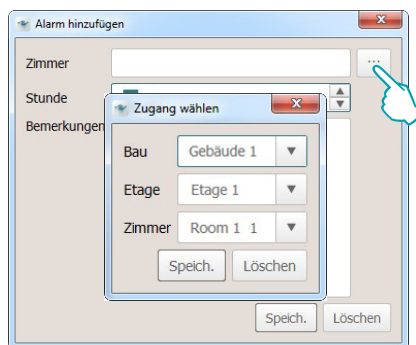 Alarm hinzufügen
Zimmer ...
Stunde
Bemerkungen
Zugang wählen
Bau Gebäude 1
Etage Etage 1
Zimmer Room 1 1
Speich. Löschen
Speich. Löschen